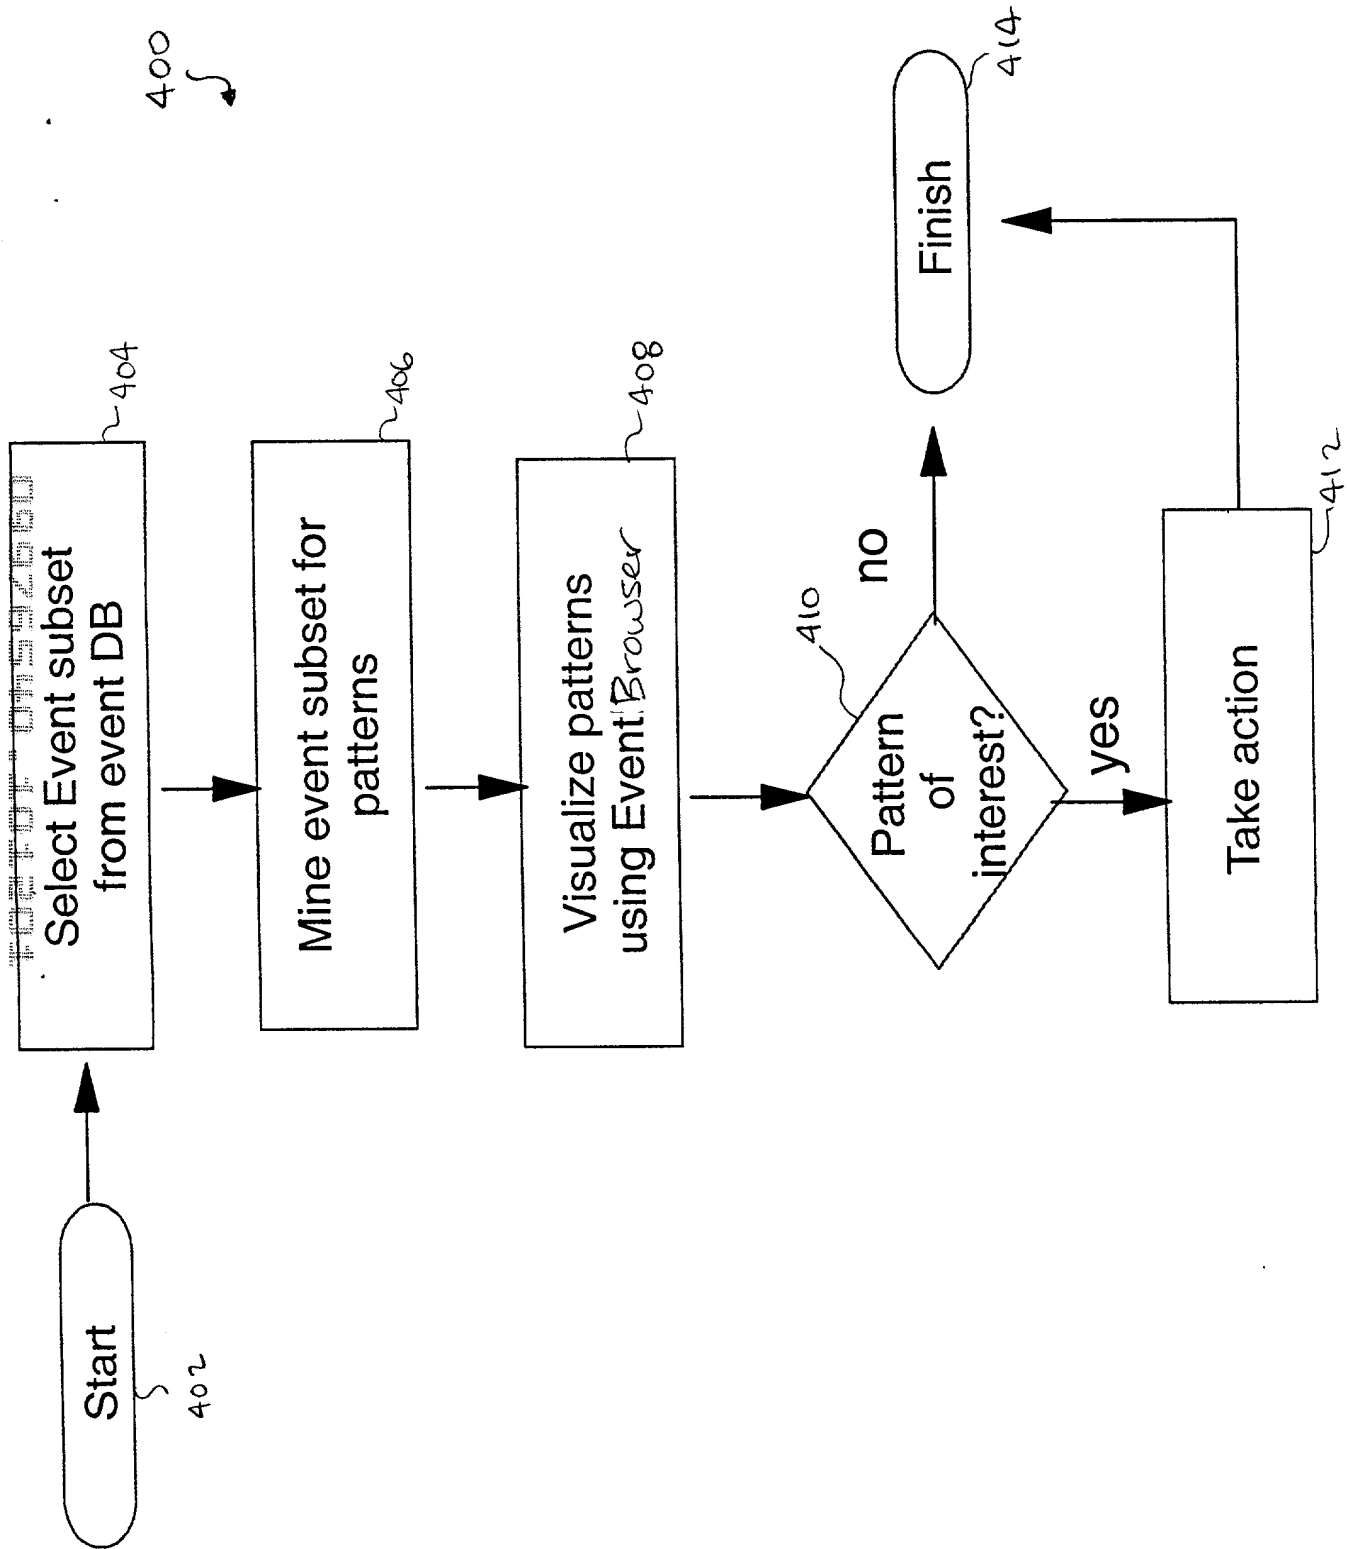 400
Start
402
Select Event subset
from event DB
404
Mine event subset for
patterns
406
Visualize patterns
using Event Browser
408
Pattern
of
interest?
410
no
yes
Take action
412
Finish
414